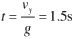 t = v_y / g = 1.5s